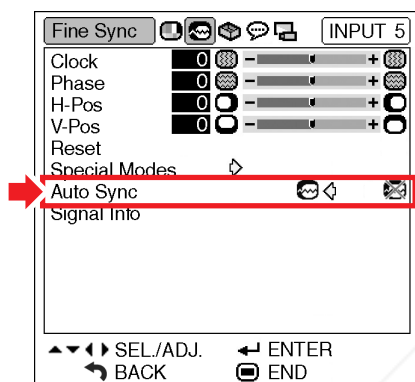 Fine Sync INPUT 5
Clock 0 - +
Phase 0 - +
H-Pos 0 - +
V-Pos 0 - +
Reset
Special Modes
Auto Sync
Signal Info
SEL./ADJ. ENTER
BACK END